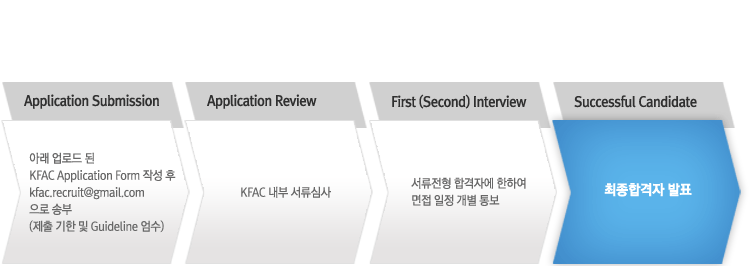 Application Submission
아래 업로드 된
KFAC Application Form 작성 후
kfac.recruit@gmail.com
으로 송부
(제출 기한 및 Guideline 엄수)
Application Review
KFAC 내부 서류심사
First (Second) Interview
서류전형 합격자에 한하여
면접 일정 개별 통보
Successful Candidate
최종합격자 발표